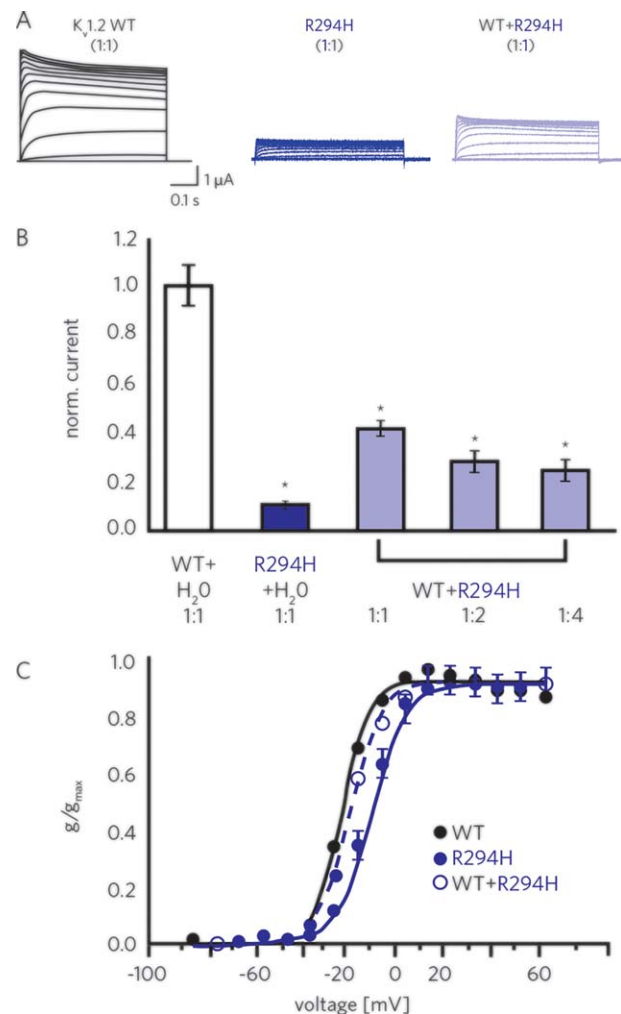 A
Kv1.2 WT
(1:1)
R294H
(1:1)
WT+R294H
(1:1)
1 µA
0.1 s
B
1.2
1.0
0.8
0.6
0.4
0.2
0.0
norm. current
*
*
*
*
WT+
H2O
1:1
R294H
+H2O
1:1
WT+R294H
1:1
1:2
1:4
C
1.0
0.8
0.6
0.4
0.2
0.0
g/gmax
WT
R294H
WT+R294H
-100
-60
-20
0
20
40
60
voltage [mV]